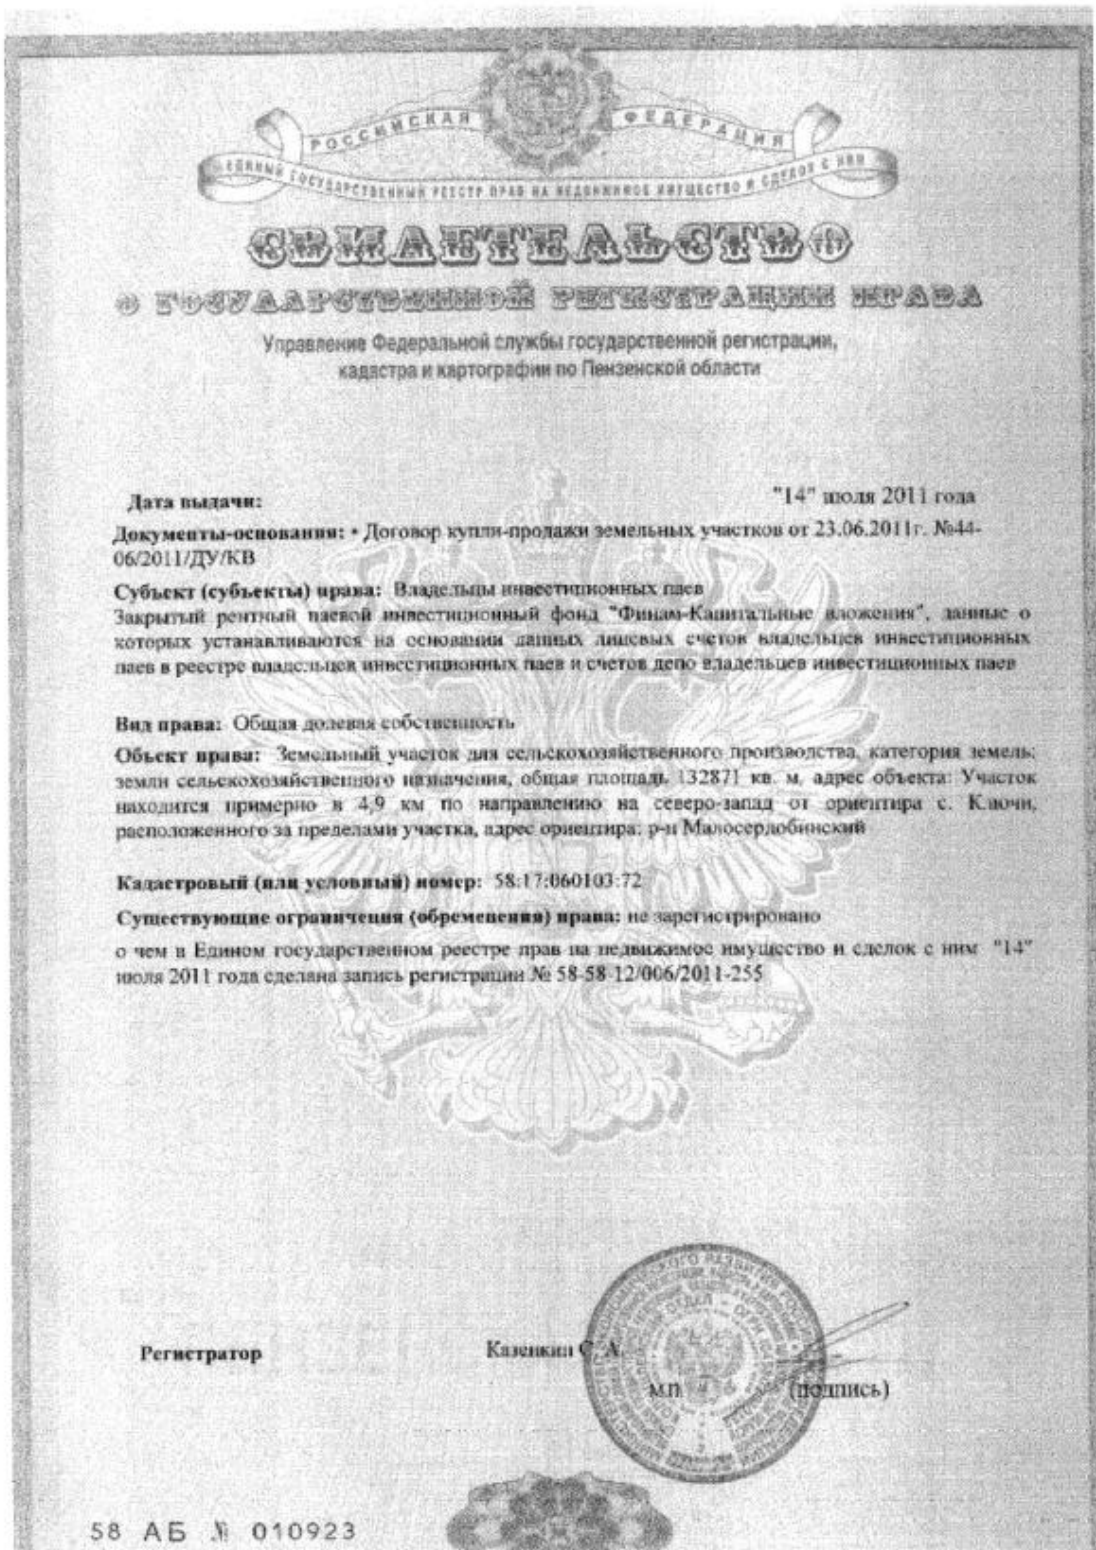 РОССИЙСКАЯ ФЕДЕРАЦИЯ
ЕДИНЫЙ ГОСУДАРСТВЕННЫЙ РЕЕСТР ПРАВ НА НЕДВИЖИМОЕ ИМУЩЕСТВО И СДЕЛОК С НИМ
СВИДЕТЕЛЬСТВО
О ГОСУДАРСТВЕННОЙ РЕГИСТРАЦИИ ПРАВА
Управление Федеральной службы государственной регистрации,
кадастра и картографии по Пензенской области
Дата выдачи: "14" июля 2011 года
Документы-основания: • Договор купли-продажи земельных участков от 23.06.2011г. №44-
06/2011/ДУ/КВ
Субъект (субъекты) права: Владельцы инвестиционных паев
Закрытый рентный паевой инвестиционный фонд "Финам-Капитальные вложения", данные о
которых устанавливаются на основании данных лицевых счетов владельцев инвестиционных
паев в реестре владельцев инвестиционных паев и счетов депо владельцев инвестиционных паев
Вид права: Общая долевая собственность
Объект права: Земельный участок для сельскохозяйственного производства, категория земель:
земли сельскохозяйственного назначения, общая площадь 132871 кв. м, адрес объекта: Участок
находится примерно в 4,9 км по направлению на северо-запад от ориентира с. Ключи,
расположенного за пределами участка, адрес ориентира: р-н Малосердобинский
Кадастровый (или условный) номер: 58:17:060103:72
Существующие ограничения (обременения) права: не зарегистрировано
о чем в Едином государственном реестре прав на недвижимое имущество и сделок с ним "14"
июля 2011 года сделана запись регистрации № 58-58-12/006/2011-255
Регистратор Казенкин С. А.
М.П. (подпись)
58 АБ № 010923